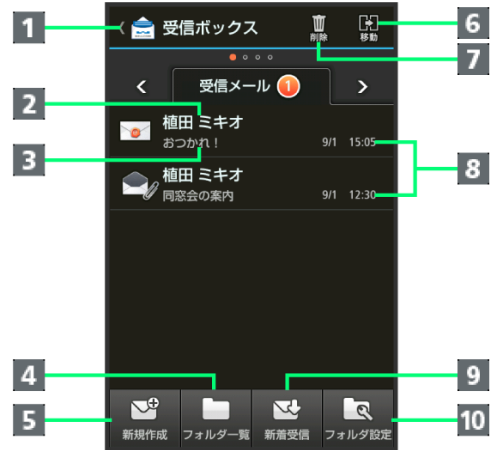 1
受信ボックス
削除
移動
6
7
受信メール 1
2
植田 ミキオ
3
おつかれ！
9/1 15:05
植田 ミキオ
同窓会の案内
9/1 12:30
8
4
9
5
新規作成
フォルダ一覧
新着受信
フォルダ設定
10